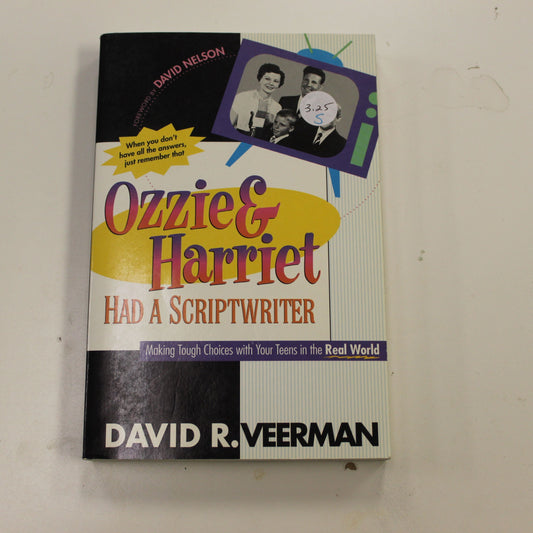 FOREWORD BY DAVID NELSON
3.25
S
When you don't
have all the answers,
just remember that
Ozzie &
Harriet
HAD A SCRIPTWRITER
Making Tough Choices with Your Teens in the Real World
DAVID R. VEERMAN